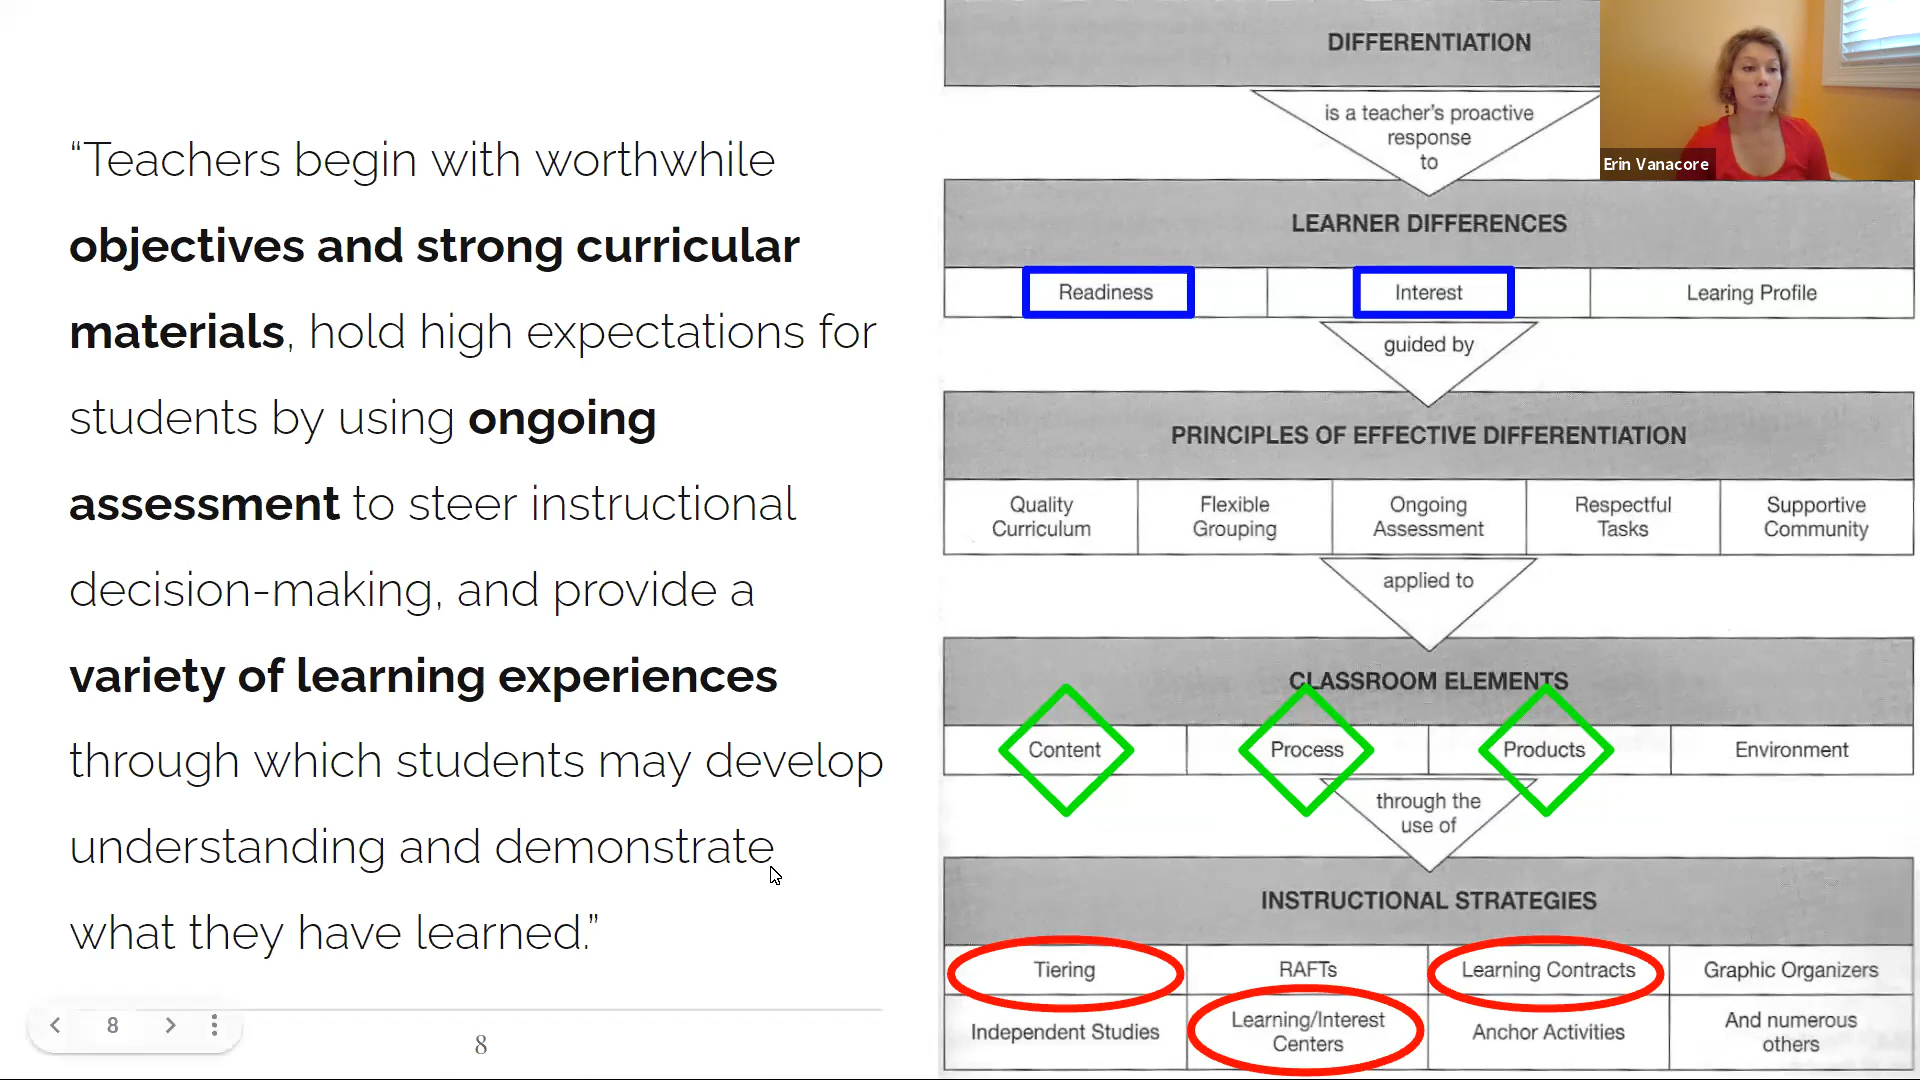 “Teachers begin with worthwhile
objectives and strong curricular
materials, hold high expectations for
students by using ongoing
assessment to steer instructional
decision-making, and provide a
variety of learning experiences
through which students may develop
understanding and demonstrate
what they have learned.”
8
8
DIFFERENTIATION
is a teacher’s proactive
response
to
Erin Vanacore
LEARNER DIFFERENCES
Readiness
Interest
Learing Profile
guided by
PRINCIPLES OF EFFECTIVE DIFFERENTIATION
Quality
Curriculum
Flexible
Grouping
Ongoing
Assessment
Respectful
Tasks
Supportive
Community
applied to
CLASSROOM ELEMENTS
Content
Process
Products
Environment
through the
use of
INSTRUCTIONAL STRATEGIES
Tiering
RAFTs
Learning Contracts
Graphic Organizers
Independent Studies
Learning/Interest
Centers
Anchor Activities
And numerous
others